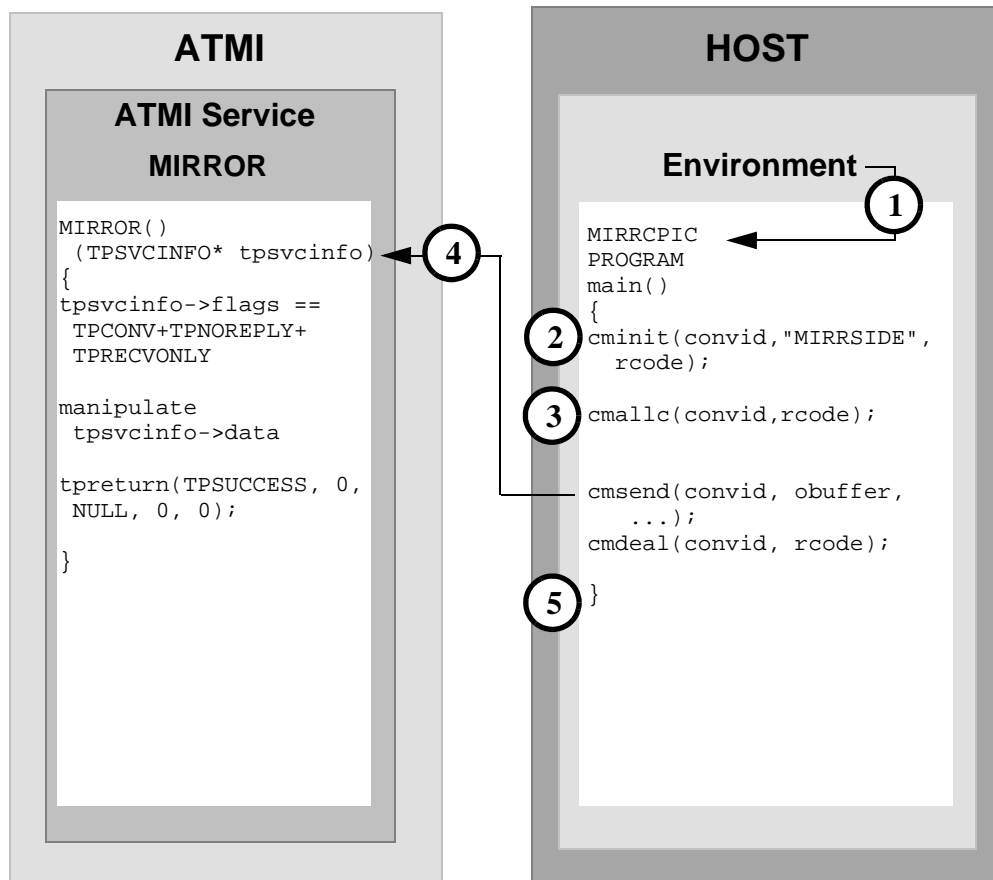 ATMI
ATMI Service
MIRROR
MIRROR()
(TPSVCINFO* tpsvcinfo)
{
tpsvcinfo->flags ==
TPCONV+TPNOREPLY+
TPRECVONLY
manipulate
tpsvcinfo->data
tpreturn(TPSUCCESS, 0,
NULL, 0, 0);
}
4
HOST
Environment
1
MIRRCPIC
PROGRAM
main()
{
2
cminit(convid,"MIRRSIDE",
rcode);
3
cmallc(convid,rcode);
cmsend(convid, obuffer,
...);
cmdeal(convid, rcode);
5
}